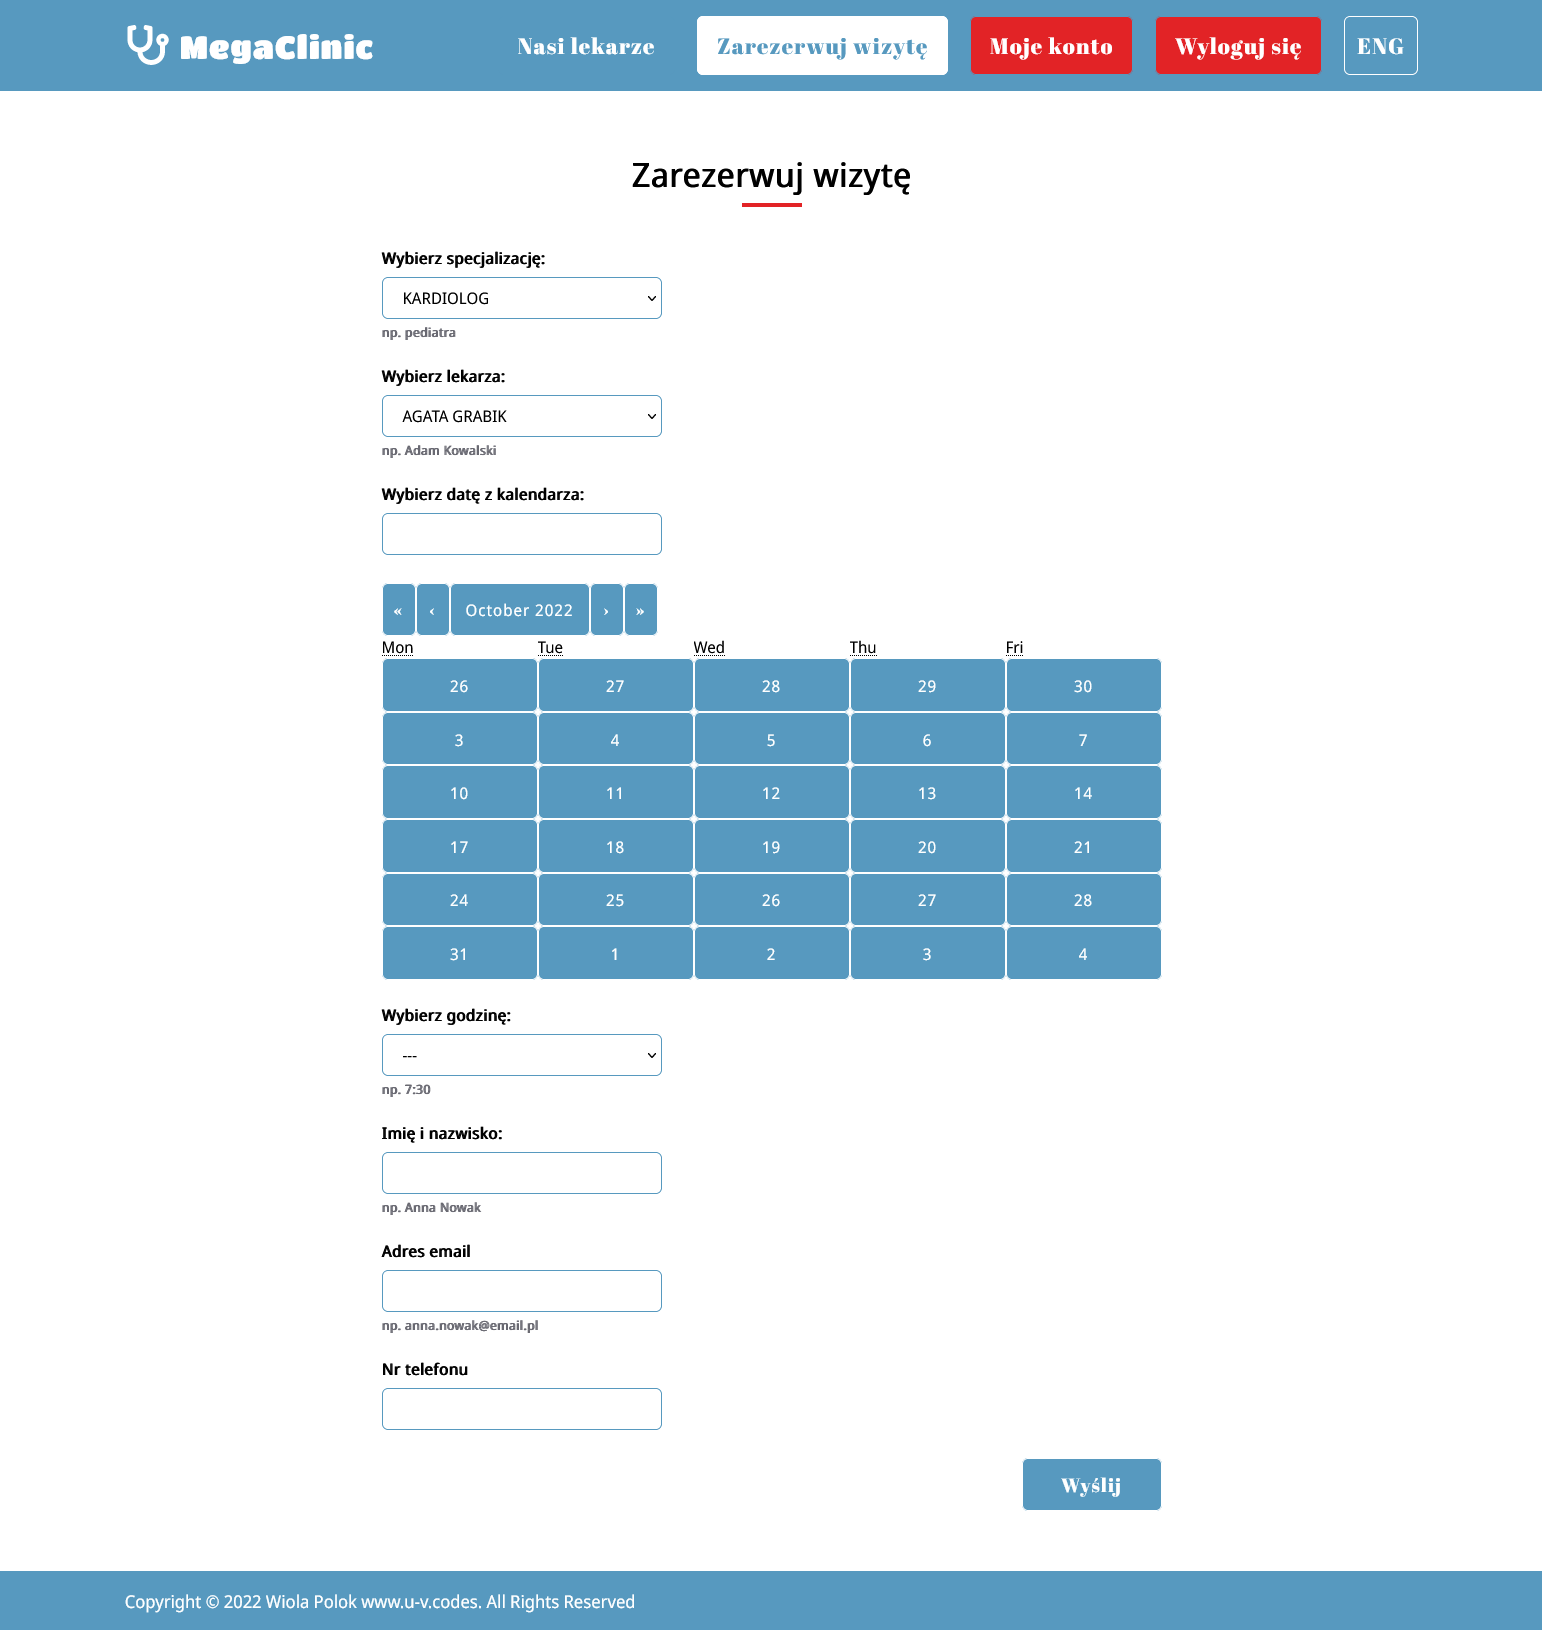 MegaClinic Nasi lekarze Zarezerwuj wizytę Moje konto Wyloguj się ENG
Zarezerwuj wizytę
Wybierz specjalizację:
KARDIOLOG
np. pediatra
Wybierz lekarza:
AGATA GRABIK
np. Adam Kowalski
Wybierz datę z kalendarza:
« ‹ October 2022 › »
Mon Tue Wed Thu Fri
26 27 28 29 30
3 4 5 6 7
10 11 12 13 14
17 18 19 20 21
24 25 26 27 28
31 1 2 3 4
Wybierz godzinę:
---
np. 7:30
Imię i nazwisko:
np. Anna Nowak
Adres email
np. anna.nowak@email.pl
Nr telefonu
Wyślij
Copyright © 2022 Wiola Polok www.u-v.codes. All Rights Reserved